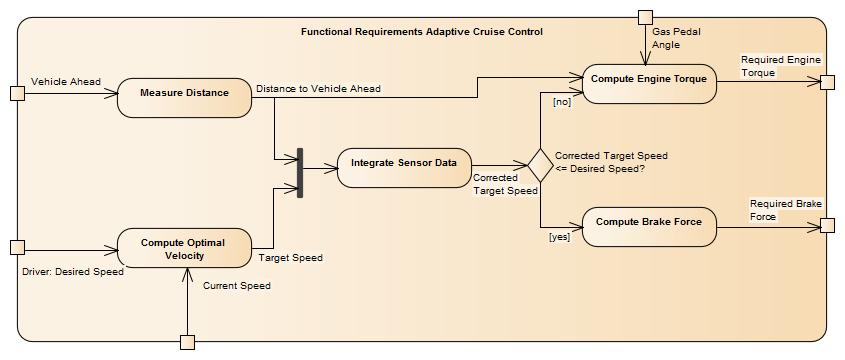 Functional Requirements Adaptive Cruise Control
Gas Pedal
Angle
Vehicle Ahead
Measure Distance
Distance to Vehicle Ahead
Compute Engine Torque
Required Engine
Torque
[no]
Integrate Sensor Data
Corrected
Target Speed
Corrected Target Speed
<= Desired Speed?
[yes]
Compute Brake Force
Required Brake
Force
Driver: Desired Speed
Compute Optimal
Velocity
Target Speed
Current Speed